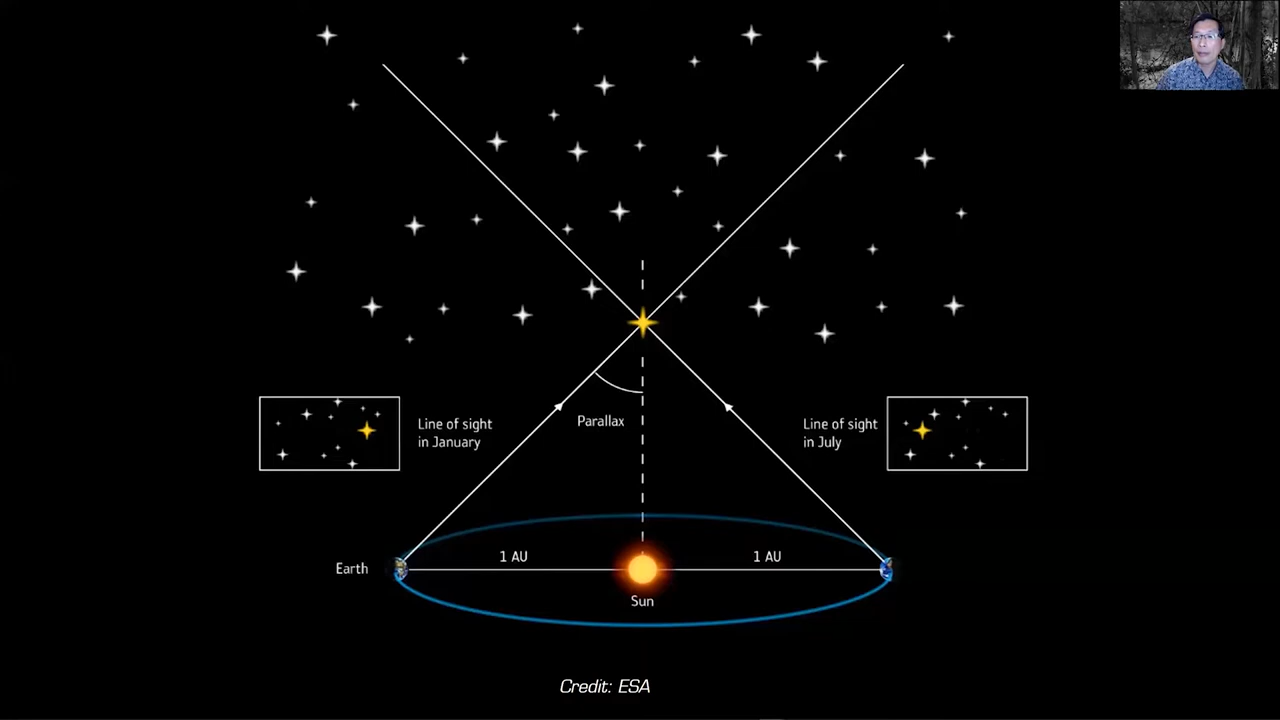 Parallax
Line of sight
in January
Line of sight
in July
1 AU
1 AU
Earth
Sun
Credit: ESA